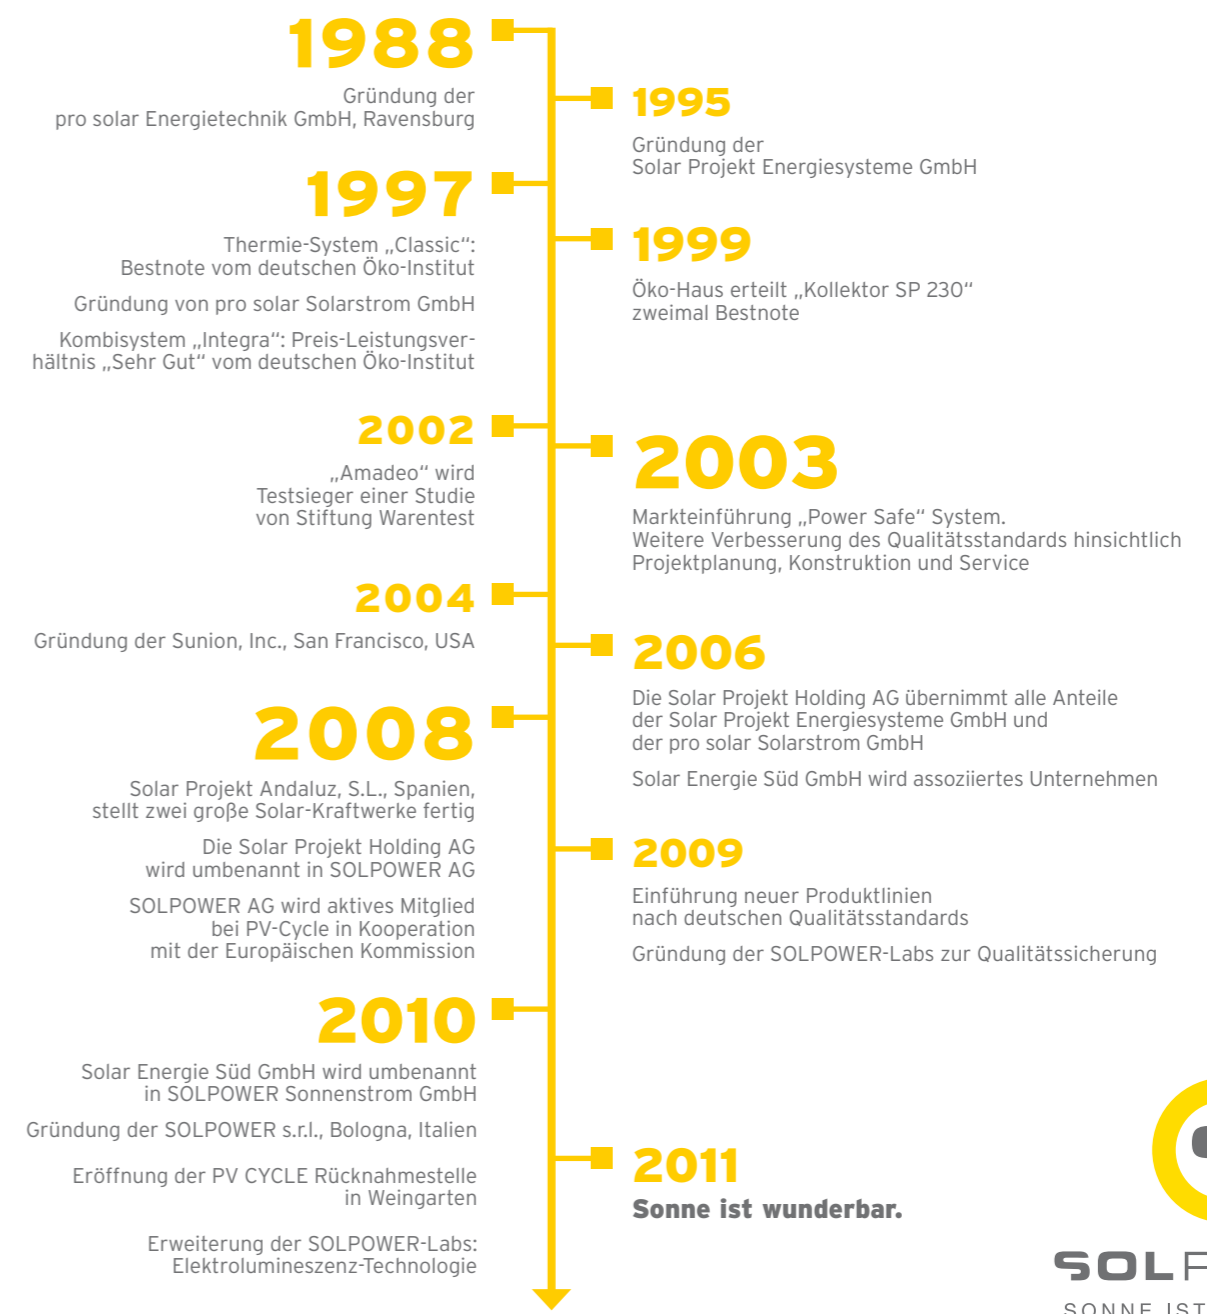 1988
Gründung der
pro solar Energietechnik GmbH, Ravensburg
1995
Gründung der
Solar Projekt Energiesysteme GmbH
1997
Thermie-System „Classic“:
Bestnote vom deutschen Öko-Institut
Gründung von pro solar Solarstrom GmbH
Kombisystem „Integra“: Preis-Leistungsver-
hältnis „Sehr Gut“ vom deutschen Öko-Institut
1999
Öko-Haus erteilt „Kollektor SP 230“
zweimal Bestnote
2002
„Amadeo“ wird
Testsieger einer Studie
von Stiftung Warentest
2003
Markteinführung „Power Safe“ System.
Weitere Verbesserung des Qualitätsstandards hinsichtlich
Projektplanung, Konstruktion und Service
2004
Gründung der Sunion, Inc., San Francisco, USA
2006
Die Solar Projekt Holding AG übernimmt alle Anteile
der Solar Projekt Energiesysteme GmbH und
der pro solar Solarstrom GmbH
Solar Energie Süd GmbH wird assoziiertes Unternehmen
2008
Solar Projekt Andaluz, S.L., Spanien,
stellt zwei große Solar-Kraftwerke fertig
Die Solar Projekt Holding AG
wird umbenannt in SOLPOWER AG
SOLPOWER AG wird aktives Mitglied
bei PV-Cycle in Kooperation
mit der Europäischen Kommission
2009
Einführung neuer Produktlinien
nach deutschen Qualitätsstandards
Gründung der SOLPOWER-Labs zur Qualitätssicherung
2010
Solar Energie Süd GmbH wird umbenannt
in SOLPOWER Sonnenstrom GmbH
Gründung der SOLPOWER s.r.l., Bologna, Italien
Eröffnung der PV CYCLE Rücknahmestelle
in Weingarten
Erweiterung der SOLPOWER-Labs:
Elektrolumineszenz-Technologie
2011
Sonne ist wunderbar.
SOL
SONNE IST